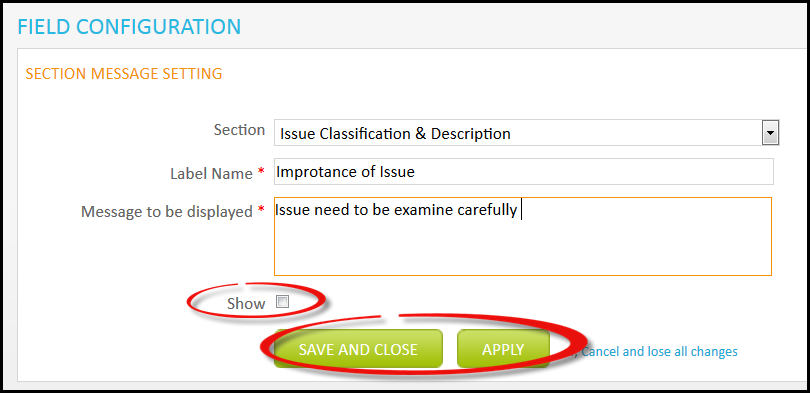 FIELD CONFIGURATION
SECTION MESSAGE SETTING
Section Issue Classification & Description
Label Name * Improtance of Issue
Message to be displayed * Issue need to be examine carefully
Show
SAVE AND CLOSE APPLY Cancel and lose all changes